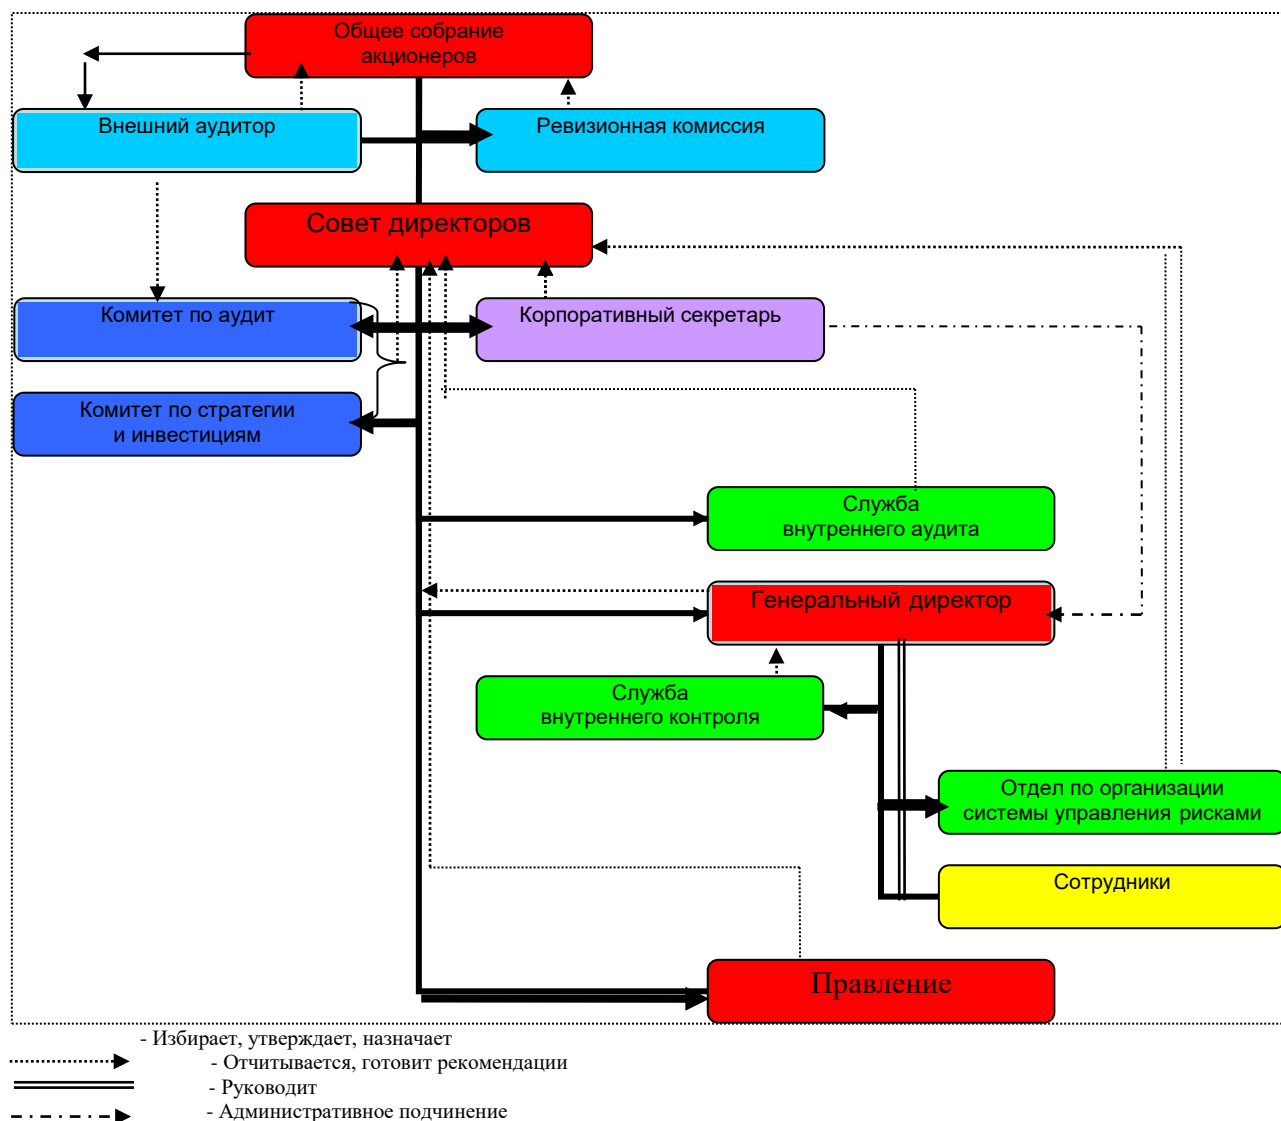 Общее собрание
акционеров
Внешний аудитор
Ревизионная комиссия
Совет директоров
Комитет по аудит
Корпоративный секретарь
Комитет по стратегии
и инвестициям
Служба
внутреннего аудита
Генеральный директор
Служба
внутреннего контроля
Отдел по организации
системы управления рисками
Сотрудники
Правление
- Избирает, утверждает, назначает
- Отчитывается, готовит рекомендации
- Руководит
- Административное подчинение